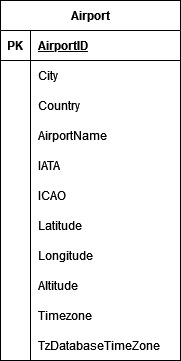 Airport
PK AirportID
City
Country
AirportName
IATA
ICAO
Latitude
Longitude
Altitude
Timezone
TzDatabaseTimeZone